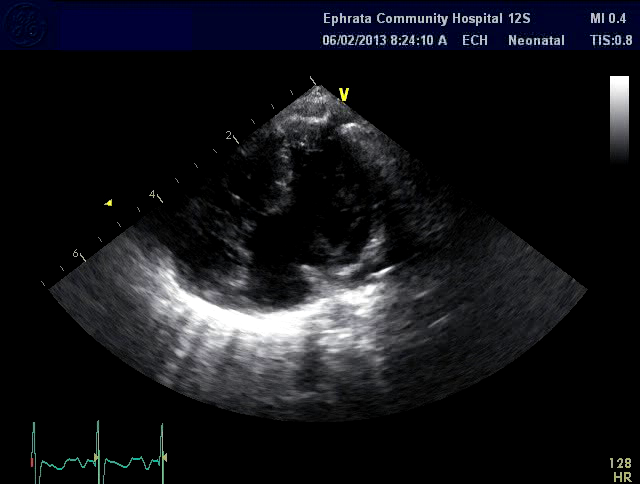 Ephrata Community Hospital 12S MI 0.4
06/02/2013 8:24:10 A ECH Neonatal TIS:0.8
V
2
4
6
128
HR